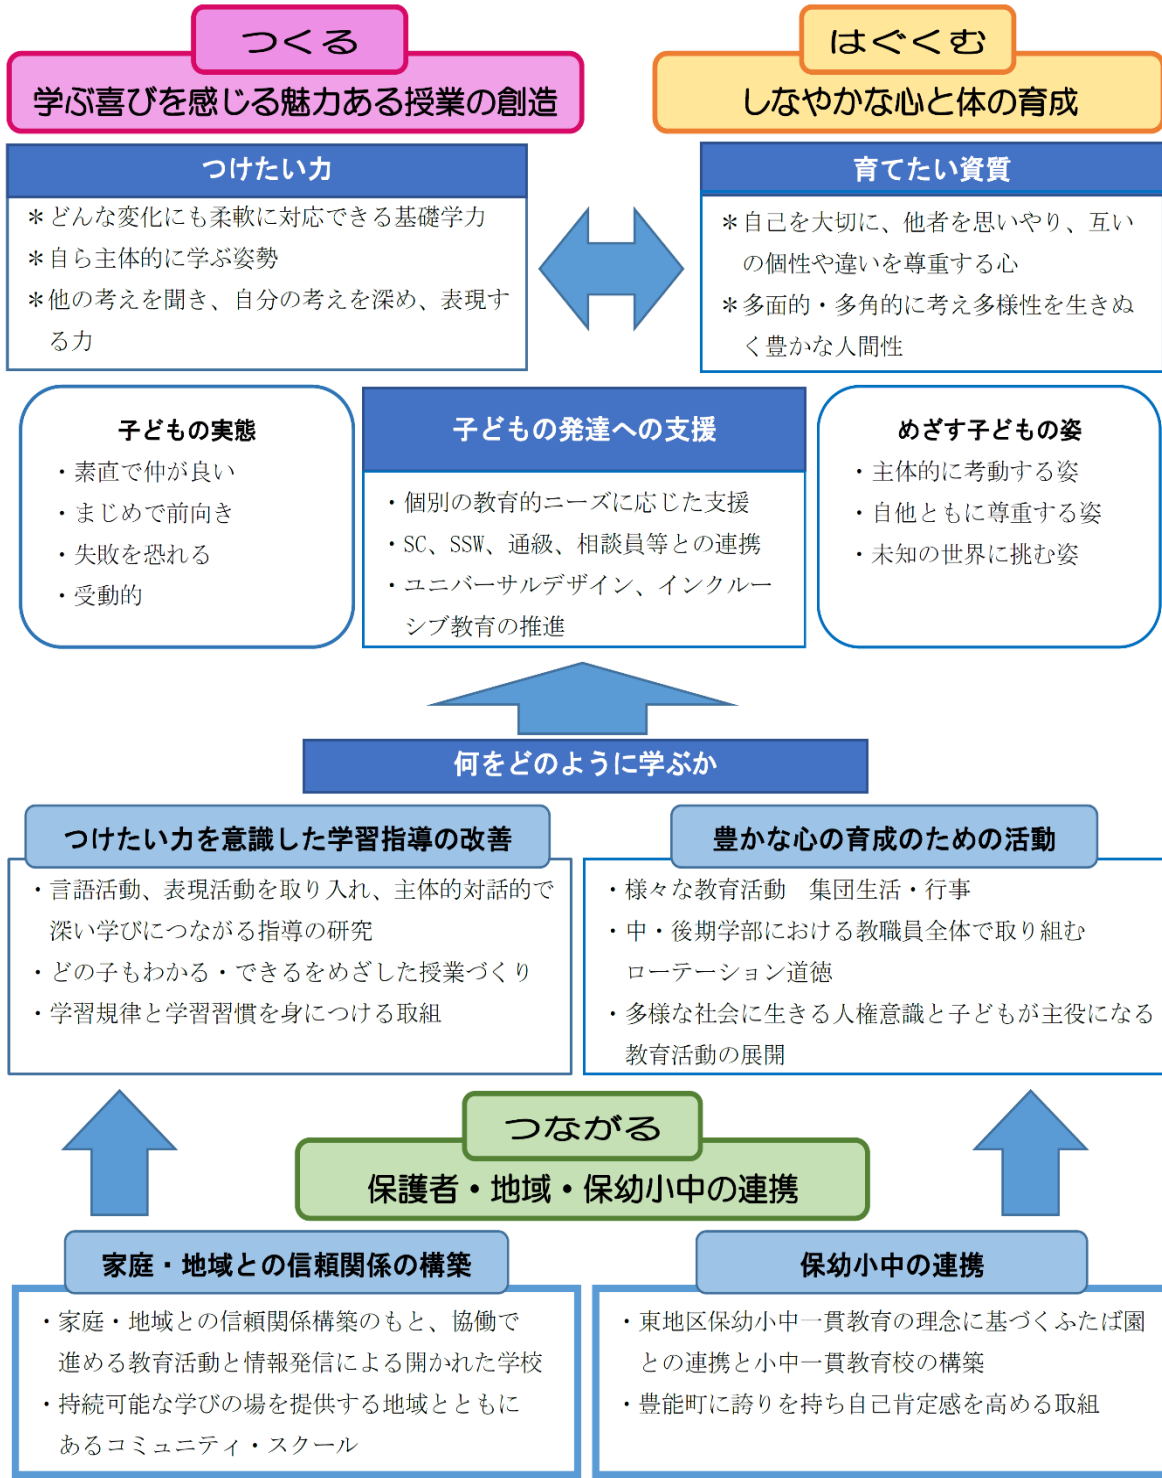 つくる
学ぶ喜びを感じる魅力ある授業の創造
はぐくむ
しなやかな心と体の育成
つけたい力
＊どんな変化にも柔軟に対応できる基礎学力
＊自ら主体的に学ぶ姿勢
＊他の考えを聞き、自分の考えを深め、表現す
る力
育てたい資質
＊自己を大切に、他者を思いやり、互い
の個性や違いを尊重する心
＊多面的・多角的に考え多様性を生きぬ
く豊かな人間性
子どもの実態
・素直で仲が良い
・まじめで前向き
・失敗を恐れる
・受動的
子どもの発達への支援
・個別の教育的ニーズに応じた支援
・SC、SSW、通級、相談員等との連携
・ユニバーサルデザイン、インクルー
シブ教育の推進
めざす子どもの姿
・主体的に考動する姿
・自他ともに尊重する姿
・未知の世界に挑む姿
何をどのように学ぶか
つけたい力を意識した学習指導の改善
・言語活動、表現活動を取り入れ、主体的対話的で
深い学びにつながる指導の研究
・どの子もわかる・できるをめざした授業づくり
・学習規律と学習習慣を身につける取組
豊かな心の育成のための活動
・様々な教育活動　集団生活・行事
・中・後期学部における教職員全体で取り組む
ローテーション道徳
・多様な社会に生きる人権意識と子どもが主役になる
教育活動の展開
つながる
保護者・地域・保幼小中の連携
家庭・地域との信頼関係の構築
・家庭・地域との信頼関係構築のもと、協働で
進める教育活動と情報発信による開かれた学校
・持続可能な学びの場を提供する地域とともに
あるコミュニティ・スクール
保幼小中の連携
・東地区保幼小中一貫教育の理念に基づくふたば園
との連携と小中一貫教育校の構築
・豊能町に誇りを持ち自己肯定感を高める取組